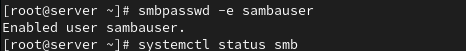 [root@server ~]# smbpasswd -e sambauser
Enabled user sambauser.
[root@server ~]# systemctl status smb